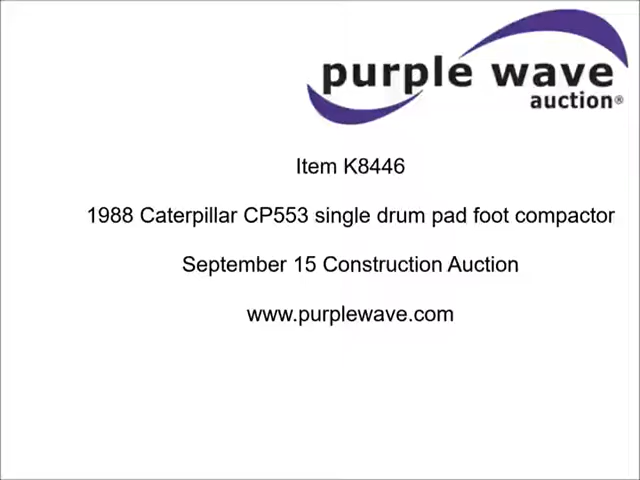 purple wave
auction®
Item K8446
1988 Caterpillar CP553 single drum pad foot compactor
September 15 Construction Auction
www.purplewave.com